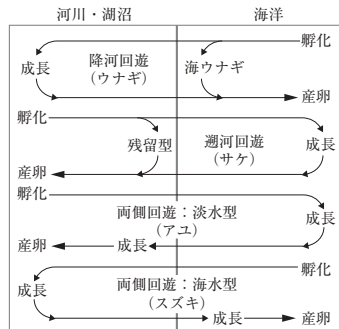 河川・湖沼 海洋
孵化
降河回遊
(ウナギ)
成長 海ウナギ
産卵
孵化
残留型 遡河回遊
(サケ)
成長
産卵
孵化
両側回遊：淡水型
(アユ)
成長
産卵 成長
孵化
両側回遊：海水型
(スズキ)
成長
成長 産卵